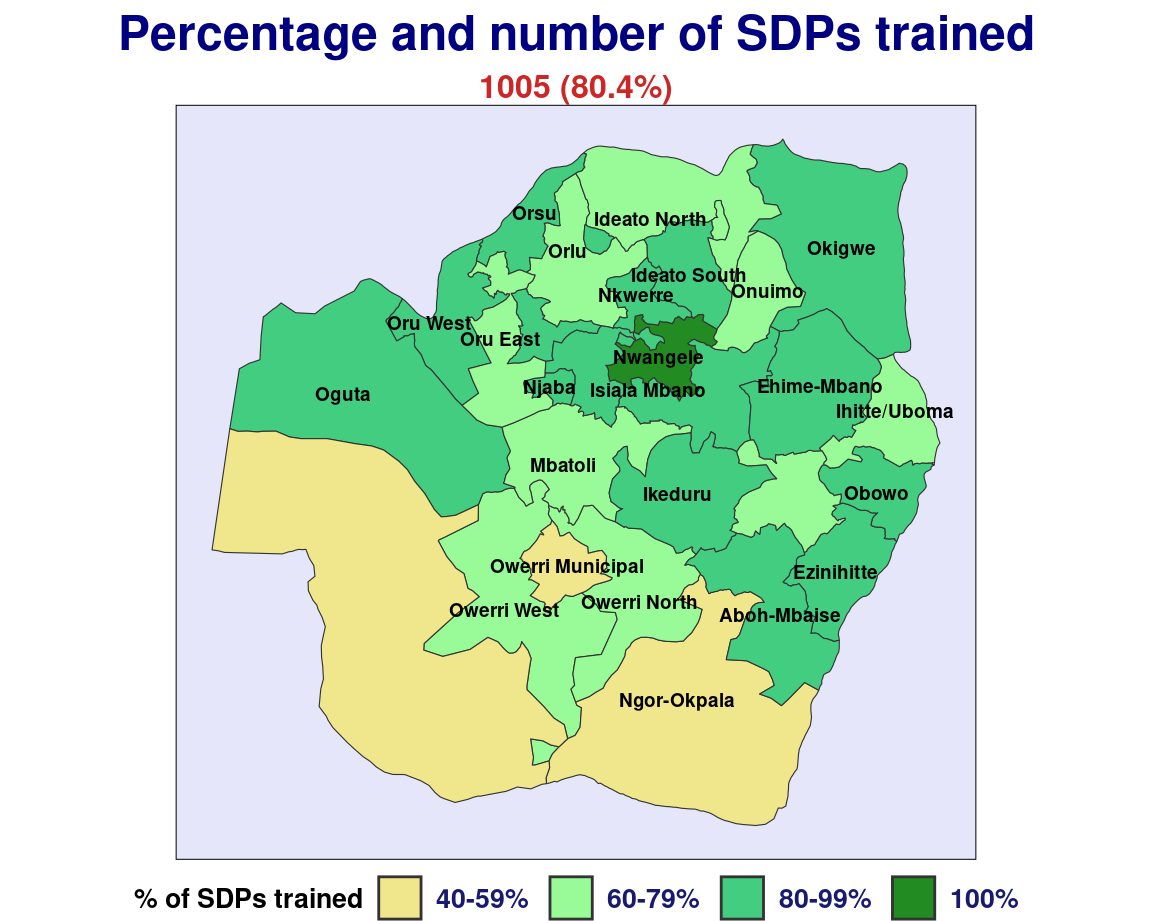 Percentage and number of SDPs trained
1005 (80.4%)
Orsu
Ideato North
Orlu
Okigwe
Ideato South
Nkwerre
Onuimo
Oru West
Oru East
Nwangele
Njaba
Isiala Mbano
Ehime-Mbano
Oguta
Ihitte/Uboma
Mbatoli
Ikeduru
Obowo
Owerri Municipal
Ezinihitte
Owerri West
Owerri North
Aboh-Mbaise
Ngor-Okpala
% of SDPs trained 40-59% 60-79% 80-99% 100%